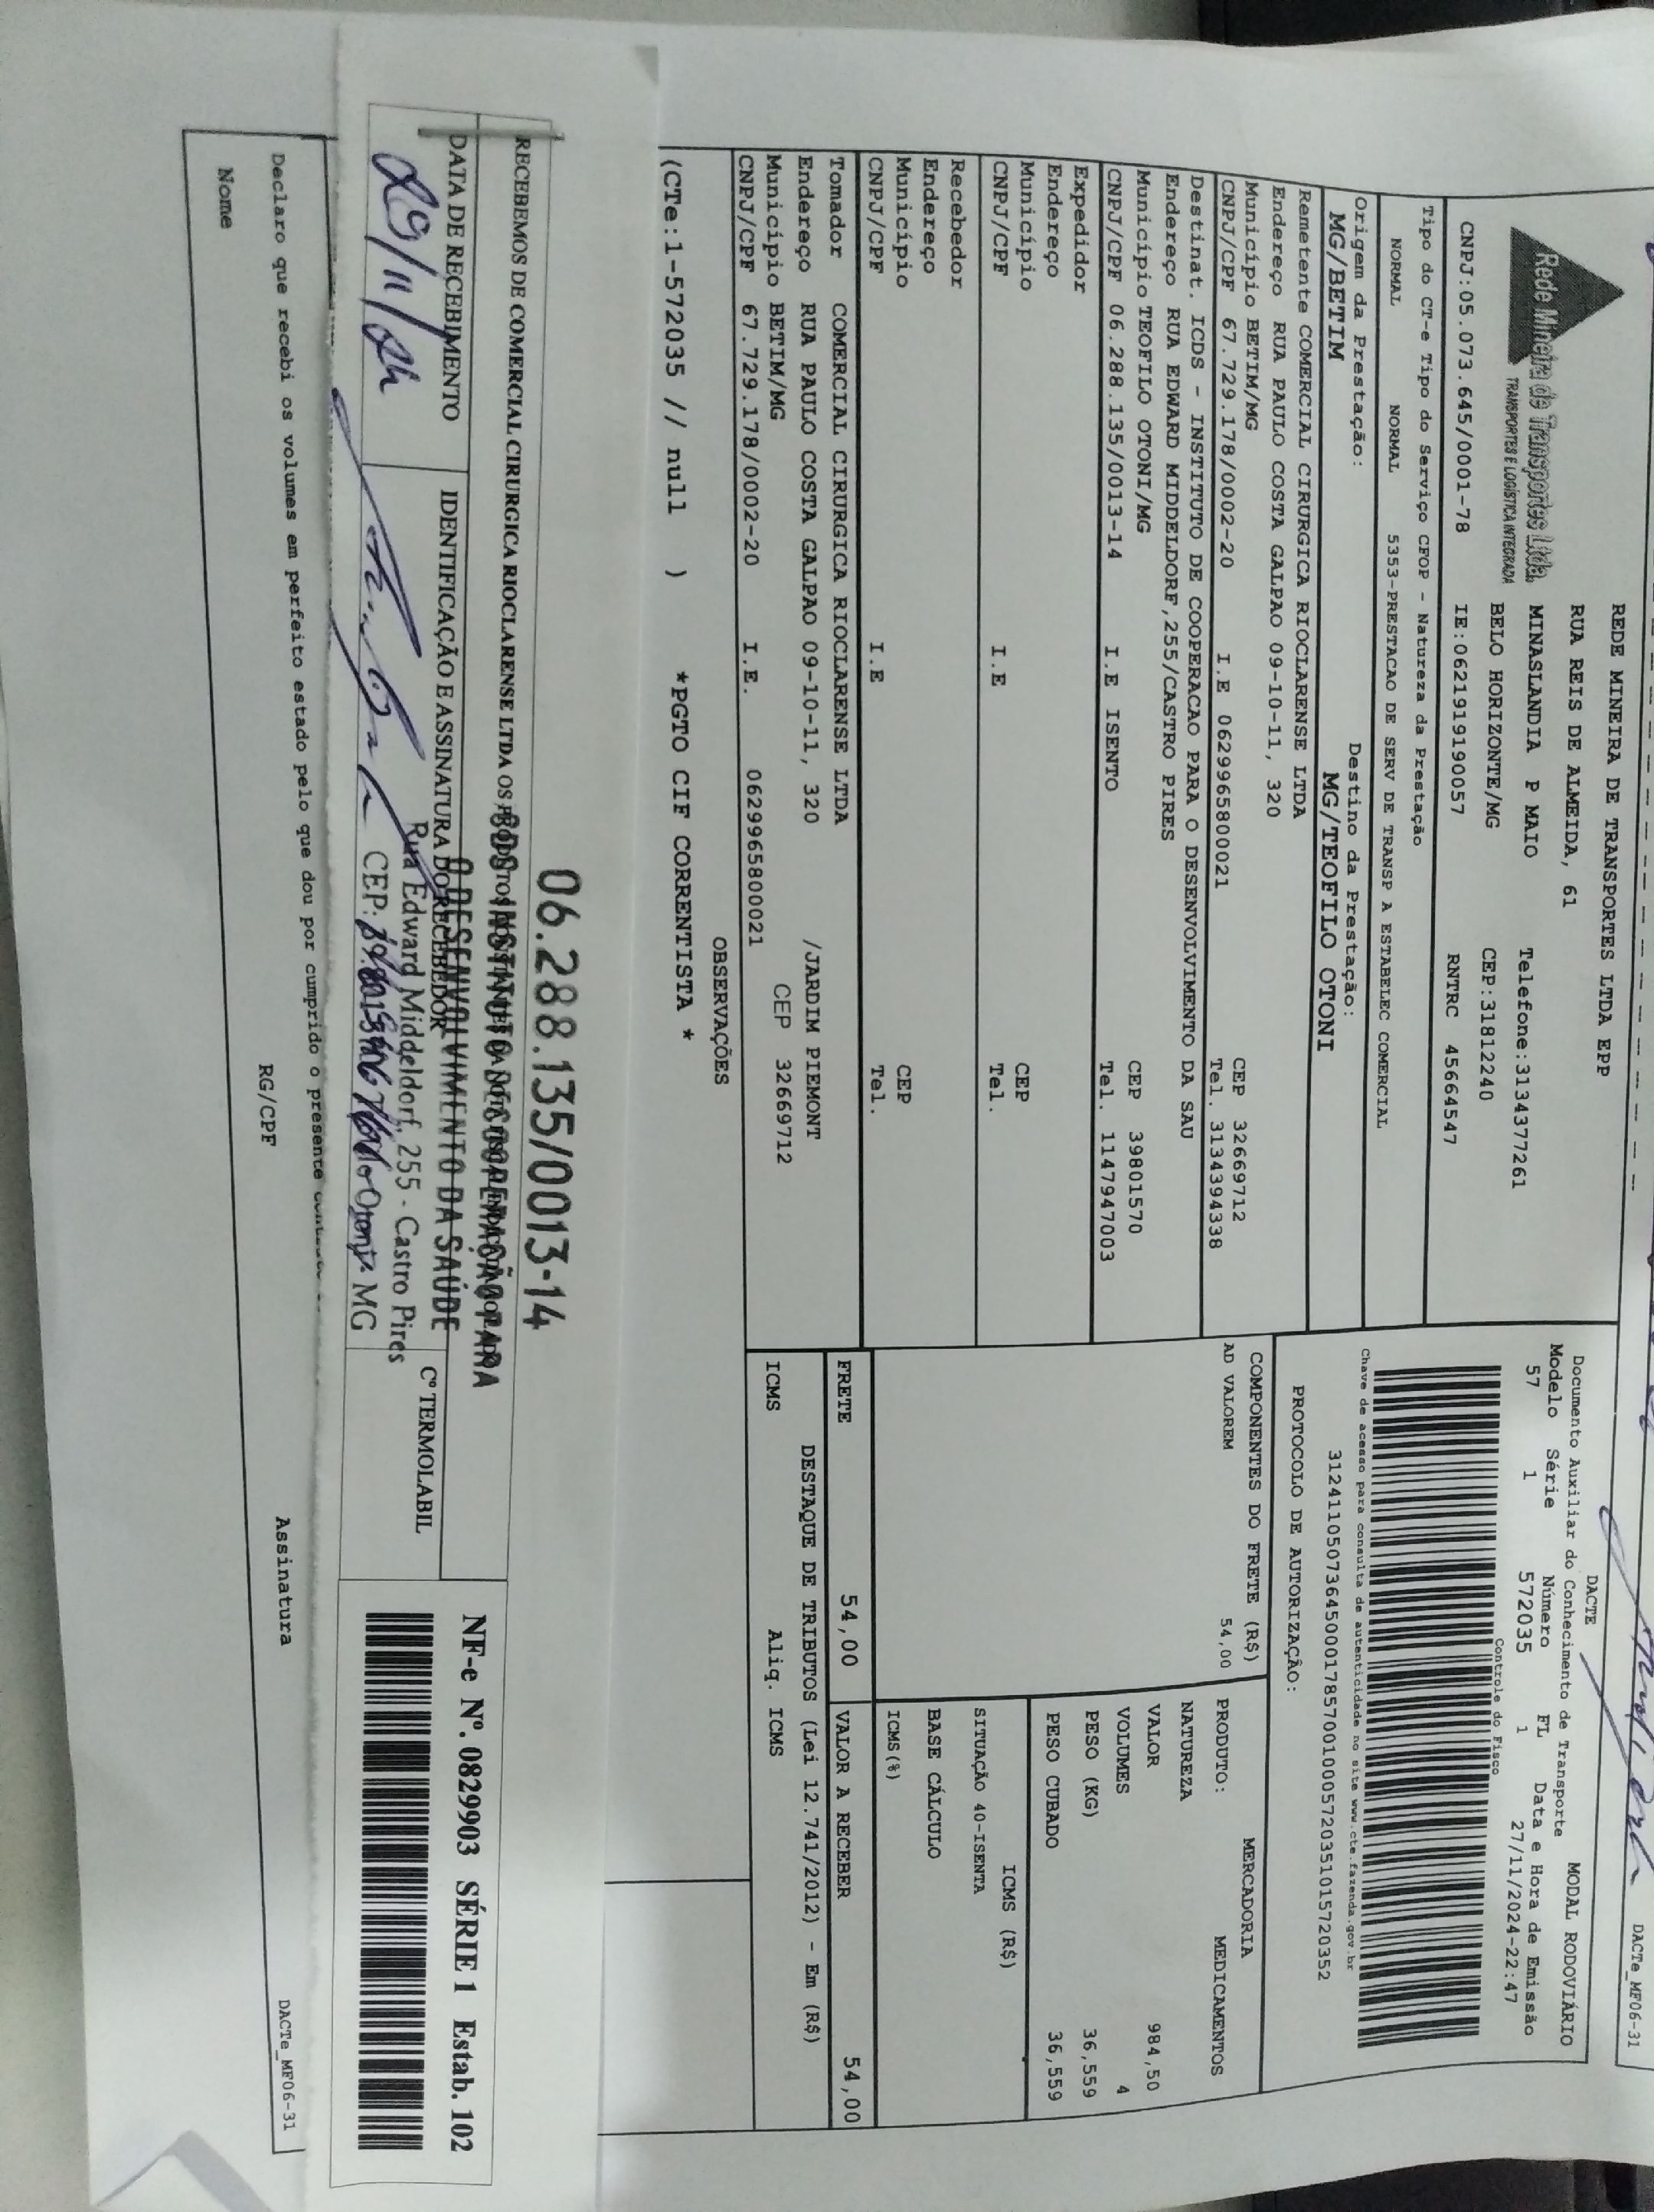 REDE MINEIRA DE TRANSPORTES LTDA EPP
RUA REIS DE ALMEIDA, 61
MINASLANDIA P MAIO Telefone:3134377261
BELO HORIZONTE/MG CEP:31812240
Rede Mineira de Transportes Ltda.
TRANSPORTES E LOGÍSTICA INTEGRADA
CNPJ:05.073.645/0001-78 IE:0621919190057 RNTRC 45664547
DACTe_MF06-31
DACTE
Documento Auxiliar do Conhecimento de Transporte MODAL RODOVIÁRIO
Modelo Série Número FL Data e Hora de Emissão
57 1 572035 1 27/11/2024-22:47
Controle do Fisco
Chave de acesso para consulta de autenticidade no site www.cte.fazenda.gov.br
31241105073645000178570010005720351015720352
PROTOCOLO DE AUTORIZAÇÃO:
Tipo do CT-e Tipo do Serviço CFOP - Natureza da Prestação
NORMAL NORMAL 5353-PRESTACAO DE SERV DE TRANSP A ESTABELEC COMERCIAL
Origem da Prestação: Destino da Prestação:
MG/BETIM MG/TEOFILO OTONI
Remetente COMERCIAL CIRURGICA RIOCLARENSE LTDA
Endereço RUA PAULO COSTA GALPAO 09-10-11, 320
Município BETIM/MG CEP 32669712
CNPJ/CPF 67.729.178/0002-20 I.E 0629965800021 Tel. 3134394338
Destinat. ICDS - INSTITUTO DE COOPERACAO PARA O DESENVOLVIMENTO DA SAU
Endereço RUA EDWARD MIDDELDORF,255/CASTRO PIRES
Município TEOFILO OTONI/MG CEP 39801570
CNPJ/CPF 06.288.135/0013-14 I.E ISENTO Tel. 1147947003
Expedidor
Endereço
Município CEP
CNPJ/CPF I.E Tel.
Recebedor
Endereço
Município CEP
CNPJ/CPF I.E Tel.
Tomador COMERCIAL CIRURGICA RIOCLARENSE LTDA
Endereço RUA PAULO COSTA GALPAO 09-10-11, 320 /JARDIM PIEMONT
Município BETIM/MG CEP 32669712
CNPJ/CPF 67.729.178/0002-20 I.E. 0629965800021
COMPONENTES DO FRETE (R$)
AD VALOREM 54,00
MERCADORIA
PRODUTO: MEDICAMENTOS
NATUREZA
VALOR 984,50
VOLUMES 4
PESO (KG) 36,559
PESO CUBADO 36,559
ICMS (R$)
SITUAÇÃO 40-ISENTA
BASE CÁLCULO
ICMS(%)
FRETE 54,00 VALOR A RECEBER 54,00
DESTAQUE DE TRIBUTOS (Lei 12.741/2012) - Em (R$)
ICMS Aliq. ICMS
OBSERVAÇÕES
(CTe:1-572035 // null ) *PGTO CIF CORRENTISTA *
06.288.135/0013-14
RECEBEMOS DE COMERCIAL CIRURGICA RIOCLARENSE LTDA OS
INSTITUTO DE COOPERAÇÃO PARA
O DESENVOLVIMENTO DA SAÚDE
Rua Edward Middeldorf, 255 - Castro Pires
CEP: MG
DATA DE RECEBIMENTO IDENTIFICAÇÃO E ASSINATURA DO RECEBEDOR Cº TERMOLABIL
29/11/24
NF-e Nº. 0829903 SÉRIE 1 Estab. 102
Declaro que recebi os volumes em perfeito estado pelo que dou por cumprido o presente
Nome RG/CPF Assinatura
DACTe_MF06-31